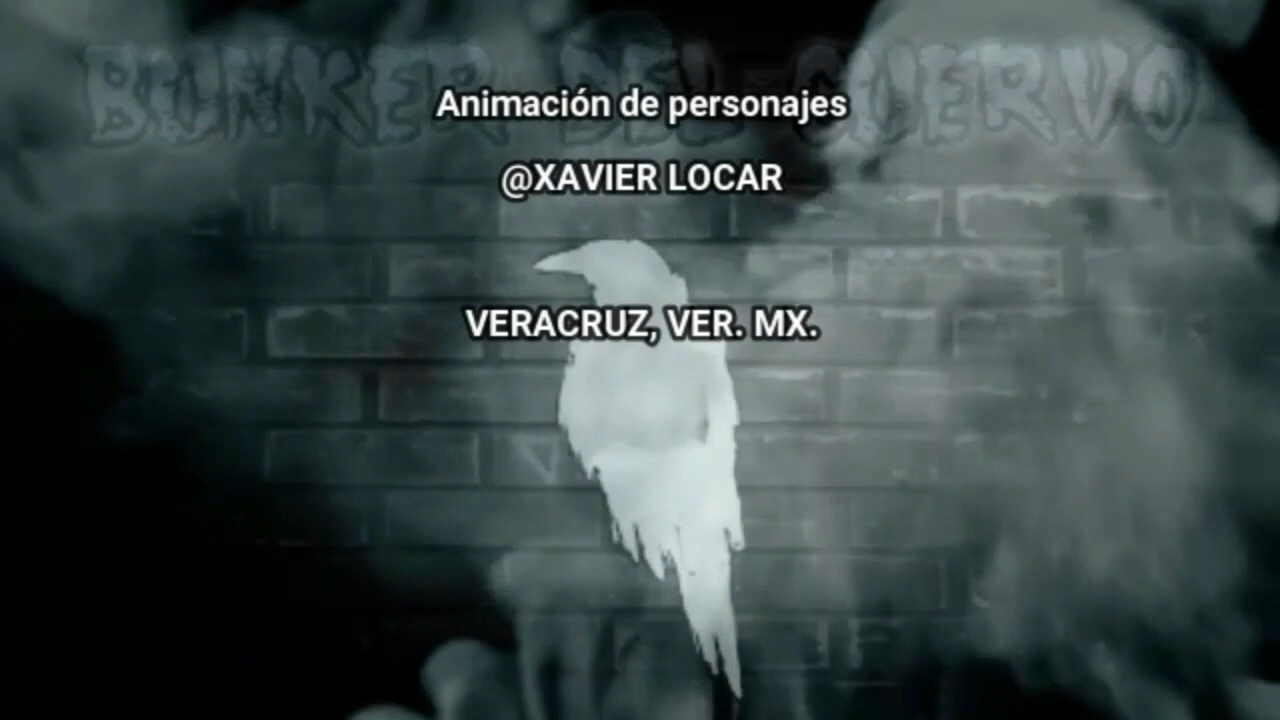 BUNKER DEL CUERVO
Animación de personajes
@XAVIER LOCAR
VERACRUZ, VER. MX.